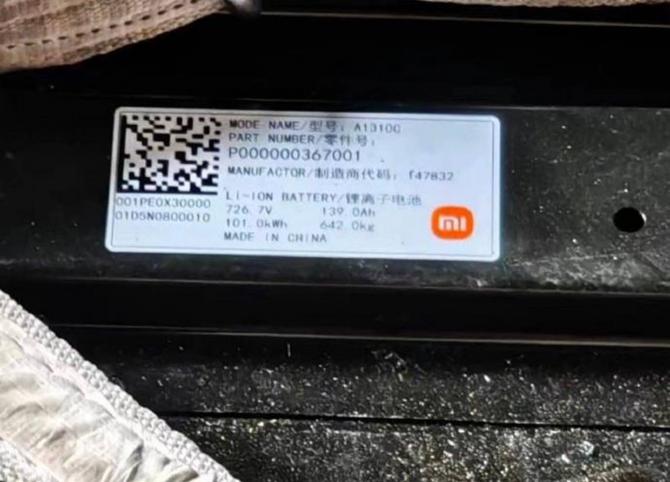 MODE NAME/型号: A1310C
PART NUMBER/零件号:
P000000367001
MANUFACTOR/制造商代码: f47832
001PE0X30000
01D5N0800010
Li-ION BATTERY/锂离子电池
726.7V 139.0Ah
101.0kWh 642.0kg
MADE IN CHINA
mi